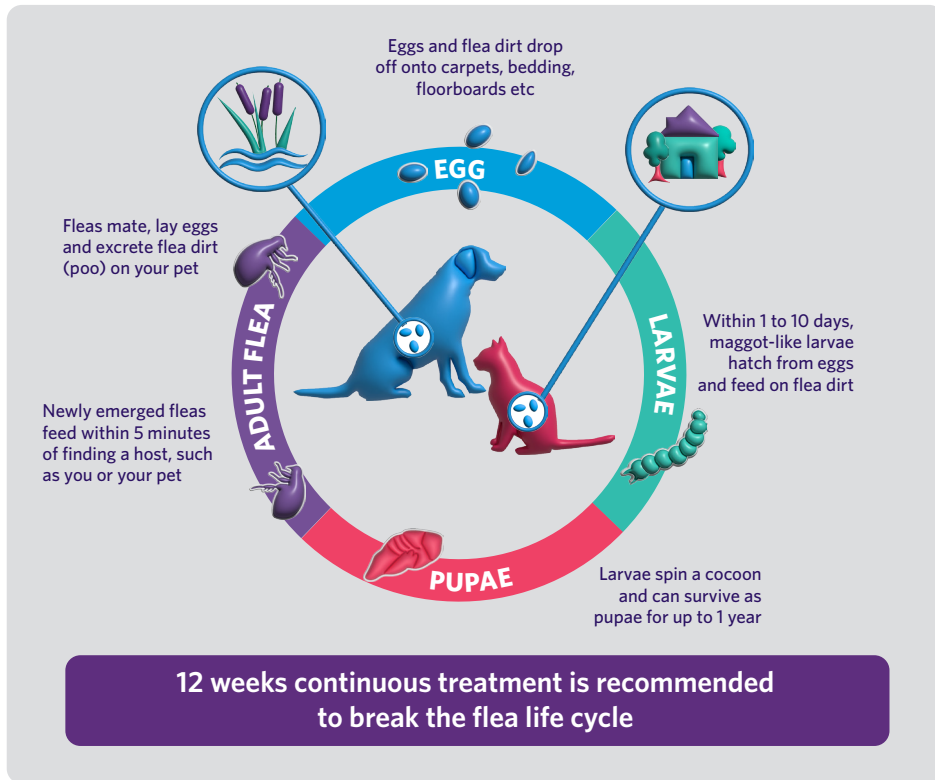 Eggs and flea dirt drop
off onto carpets, bedding,
floorboards etc
EGG
Fleas mate, lay eggs
and excrete flea dirt
(poo) on your pet
LARVAE
Within 1 to 10 days,
maggot-like larvae
hatch from eggs
and feed on flea dirt
ADULT FLEA
Newly emerged fleas
feed within 5 minutes
of finding a host, such
as you or your pet
PUPAE
Larvae spin a cocoon
and can survive as
pupae for up to 1 year
12 weeks continuous treatment is recommended
to break the flea life cycle